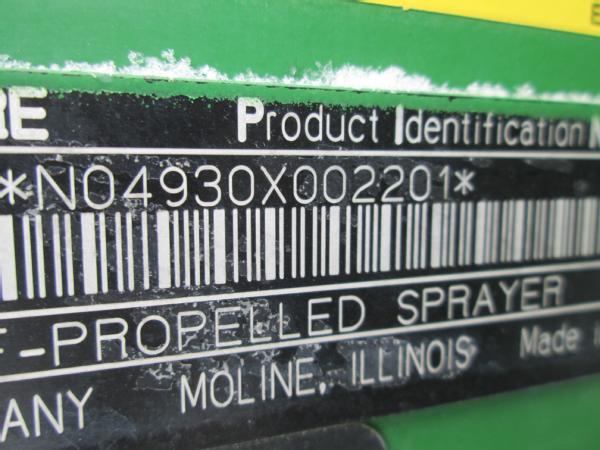 RE Product Identification N
*N04930X002201*
F-PROPELLED SPRAYER
ANY MOLINE, ILLINOIS Made